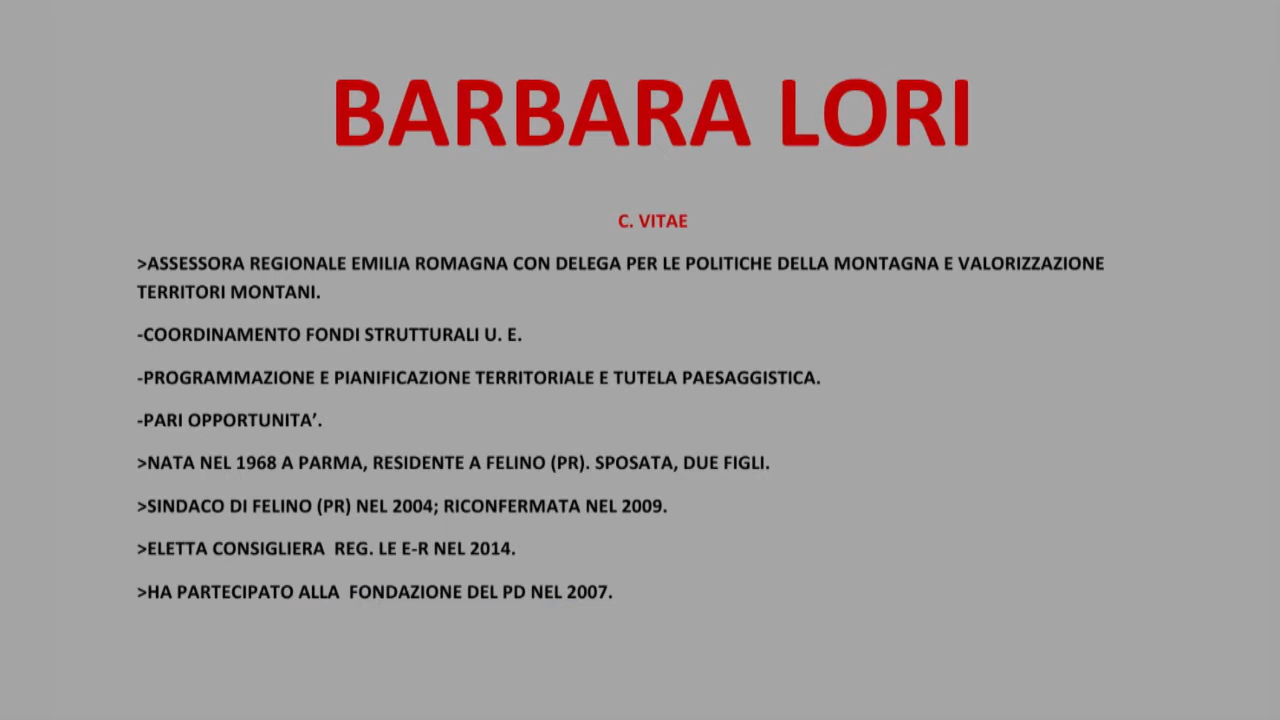 BARBARA LORI
C. VITAE
>ASSESSORA REGIONALE EMILIA ROMAGNA CON DELEGA PER LE POLITICHE DELLA MONTAGNA E VALORIZZAZIONE
TERRITORI MONTANI.
-COORDINAMENTO FONDI STRUTTURALI U. E.
-PROGRAMMAZIONE E PIANIFICAZIONE TERRITORIALE E TUTELA PAESAGGISTICA.
-PARI OPPORTUNITA’.
>NATA NEL 1968 A PARMA, RESIDENTE A FELINO (PR). SPOSATA, DUE FIGLI.
>SINDACO DI FELINO (PR) NEL 2004; RICONFERMATA NEL 2009.
>ELETTA CONSIGLIERA  REG. LE E-R NEL 2014.
>HA PARTECIPATO ALLA  FONDAZIONE DEL PD NEL 2007.